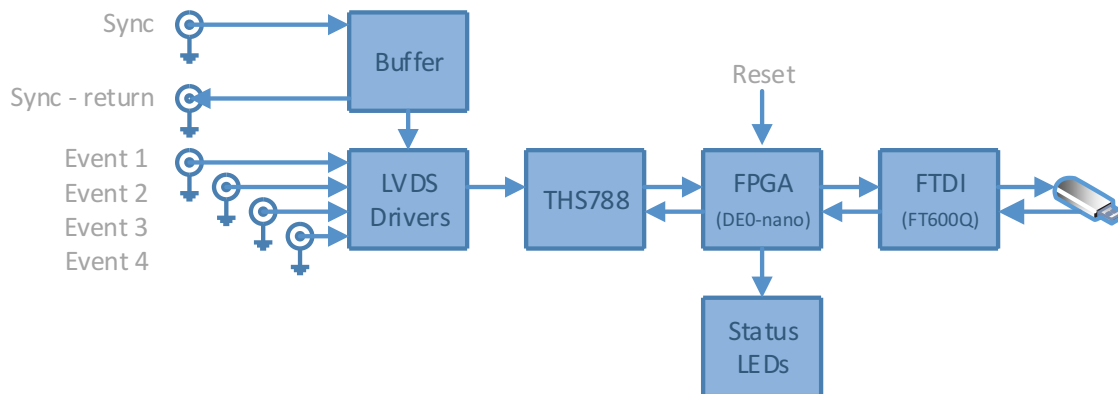 Sync
Buffer
Sync - return
Reset
Event 1
Event 2
Event 3
Event 4
LVDS
Drivers
THS788
FPGA
(DE0-nano)
FTDI
(FT600Q)
Status
LEDs